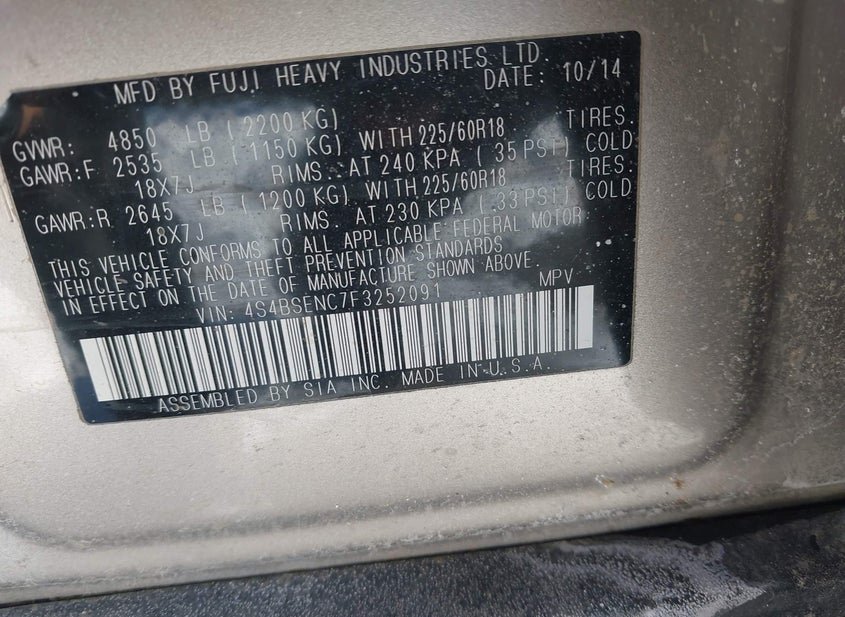 MFD BY FUJI HEAVY INDUSTRIES LTD.
DATE: 10/14
GVWR: 4850 LB (2200 KG)
GAWR:F 2535 LB (1150 KG) WITH 225/60R18 TIRES.
18X7J RIMS. AT 240 KPA ( 35 PSI) COLD
GAWR:R 2645 LB (1200 KG) WITH 225/60R18 TIRES.
18X7J RIMS. AT 230 KPA ( 33 PSI) COLD
THIS VEHICLE CONFORMS TO ALL APPLICABLE FEDERAL MOTOR
VEHICLE SAFETY AND THEFT PREVENTION STANDARDS
IN EFFECT ON THE DATE OF MANUFACTURE SHOWN ABOVE.
VIN: 4S4BSENC7F3252091 MPV
ASSEMBLED BY SIA INC. MADE IN U.S.A.